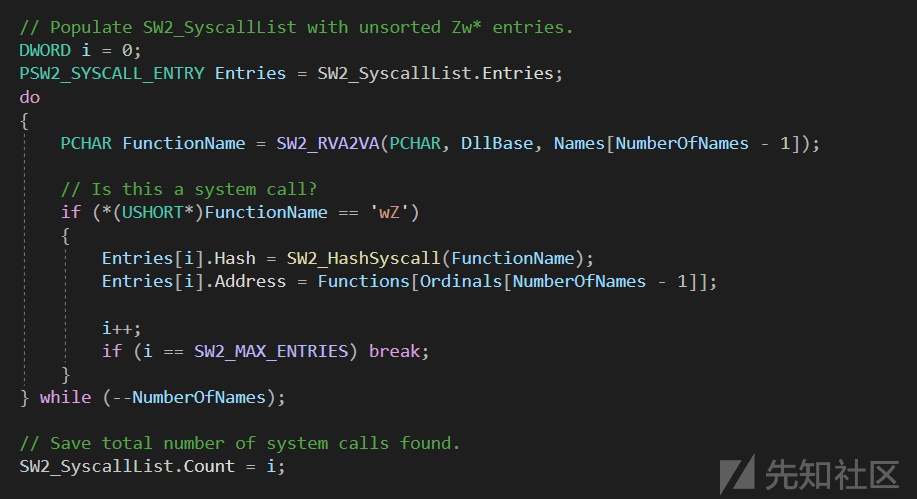 // Populate SW2_SyscallList with unsorted Zw* entries.
DWORD i = 0;
PSW2_SYSCALL_ENTRY Entries = SW2_SyscallList.Entries;
do
{
    PCHAR FunctionName = SW2_RVA2VA(PCHAR, DllBase, Names[NumberOfNames - 1]);

    // Is this a system call?
    if (*(USHORT*)FunctionName == 'wZ')
    {
        Entries[i].Hash = SW2_HashSyscall(FunctionName);
        Entries[i].Address = Functions[Ordinals[NumberOfNames - 1]];

        i++;
        if (i == SW2_MAX_ENTRIES) break;
    }
} while (--NumberOfNames);

// Save total number of system calls found.
SW2_SyscallList.Count = i;
先知社区